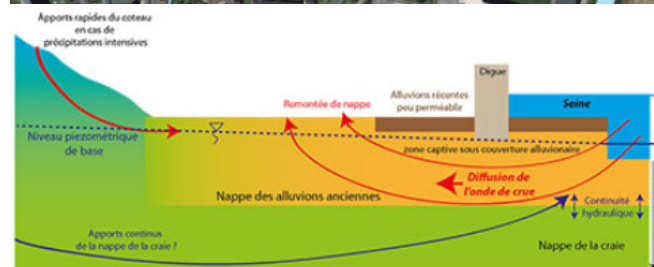 Apports rapides du coteau
en cas de
précipitations intensives
Digue
Alluvions récentes
peu perméable
Seine
Remontée de nappe
Niveau piezométrique
de base
zone captive sous couverture alluvionaire
Diffusion de
l'onde de crue
Nappe des alluvions anciennes
Continuité
hydraulique
Apports continus
de la nappe de la craie ?
Nappe de la craie